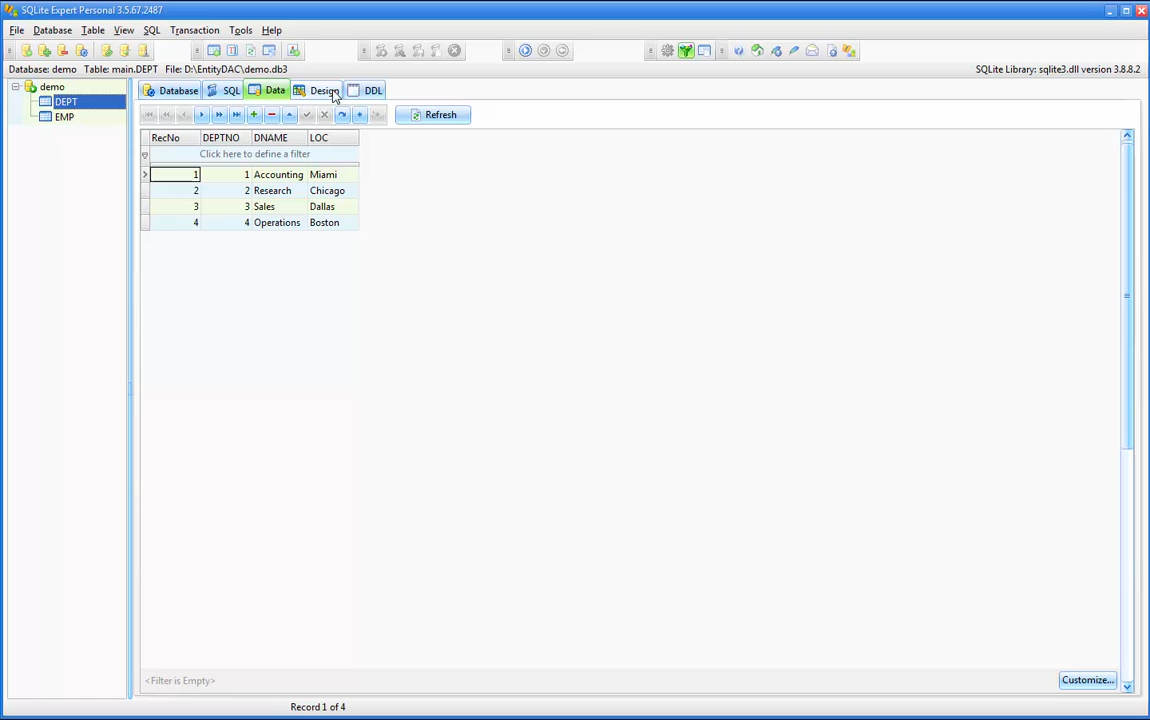 SQLite Expert Personal 3.5.67.2487
File Database Table View SQL Transaction Tools Help
Database: demo Table: main.DEPT File: D:\EntityDAC\demo.db3 SQLite Library: sqlite3.dll version 3.8.8.2
demo
DEPT
EMP
Database SQL Data Design DDL
Refresh
RecNo DEPTNO DNAME LOC
Click here to define a filter
1 1 Accounting Miami
2 2 Research Chicago
3 3 Sales Dallas
4 4 Operations Boston
<Filter is Empty> Customize...
Record 1 of 4